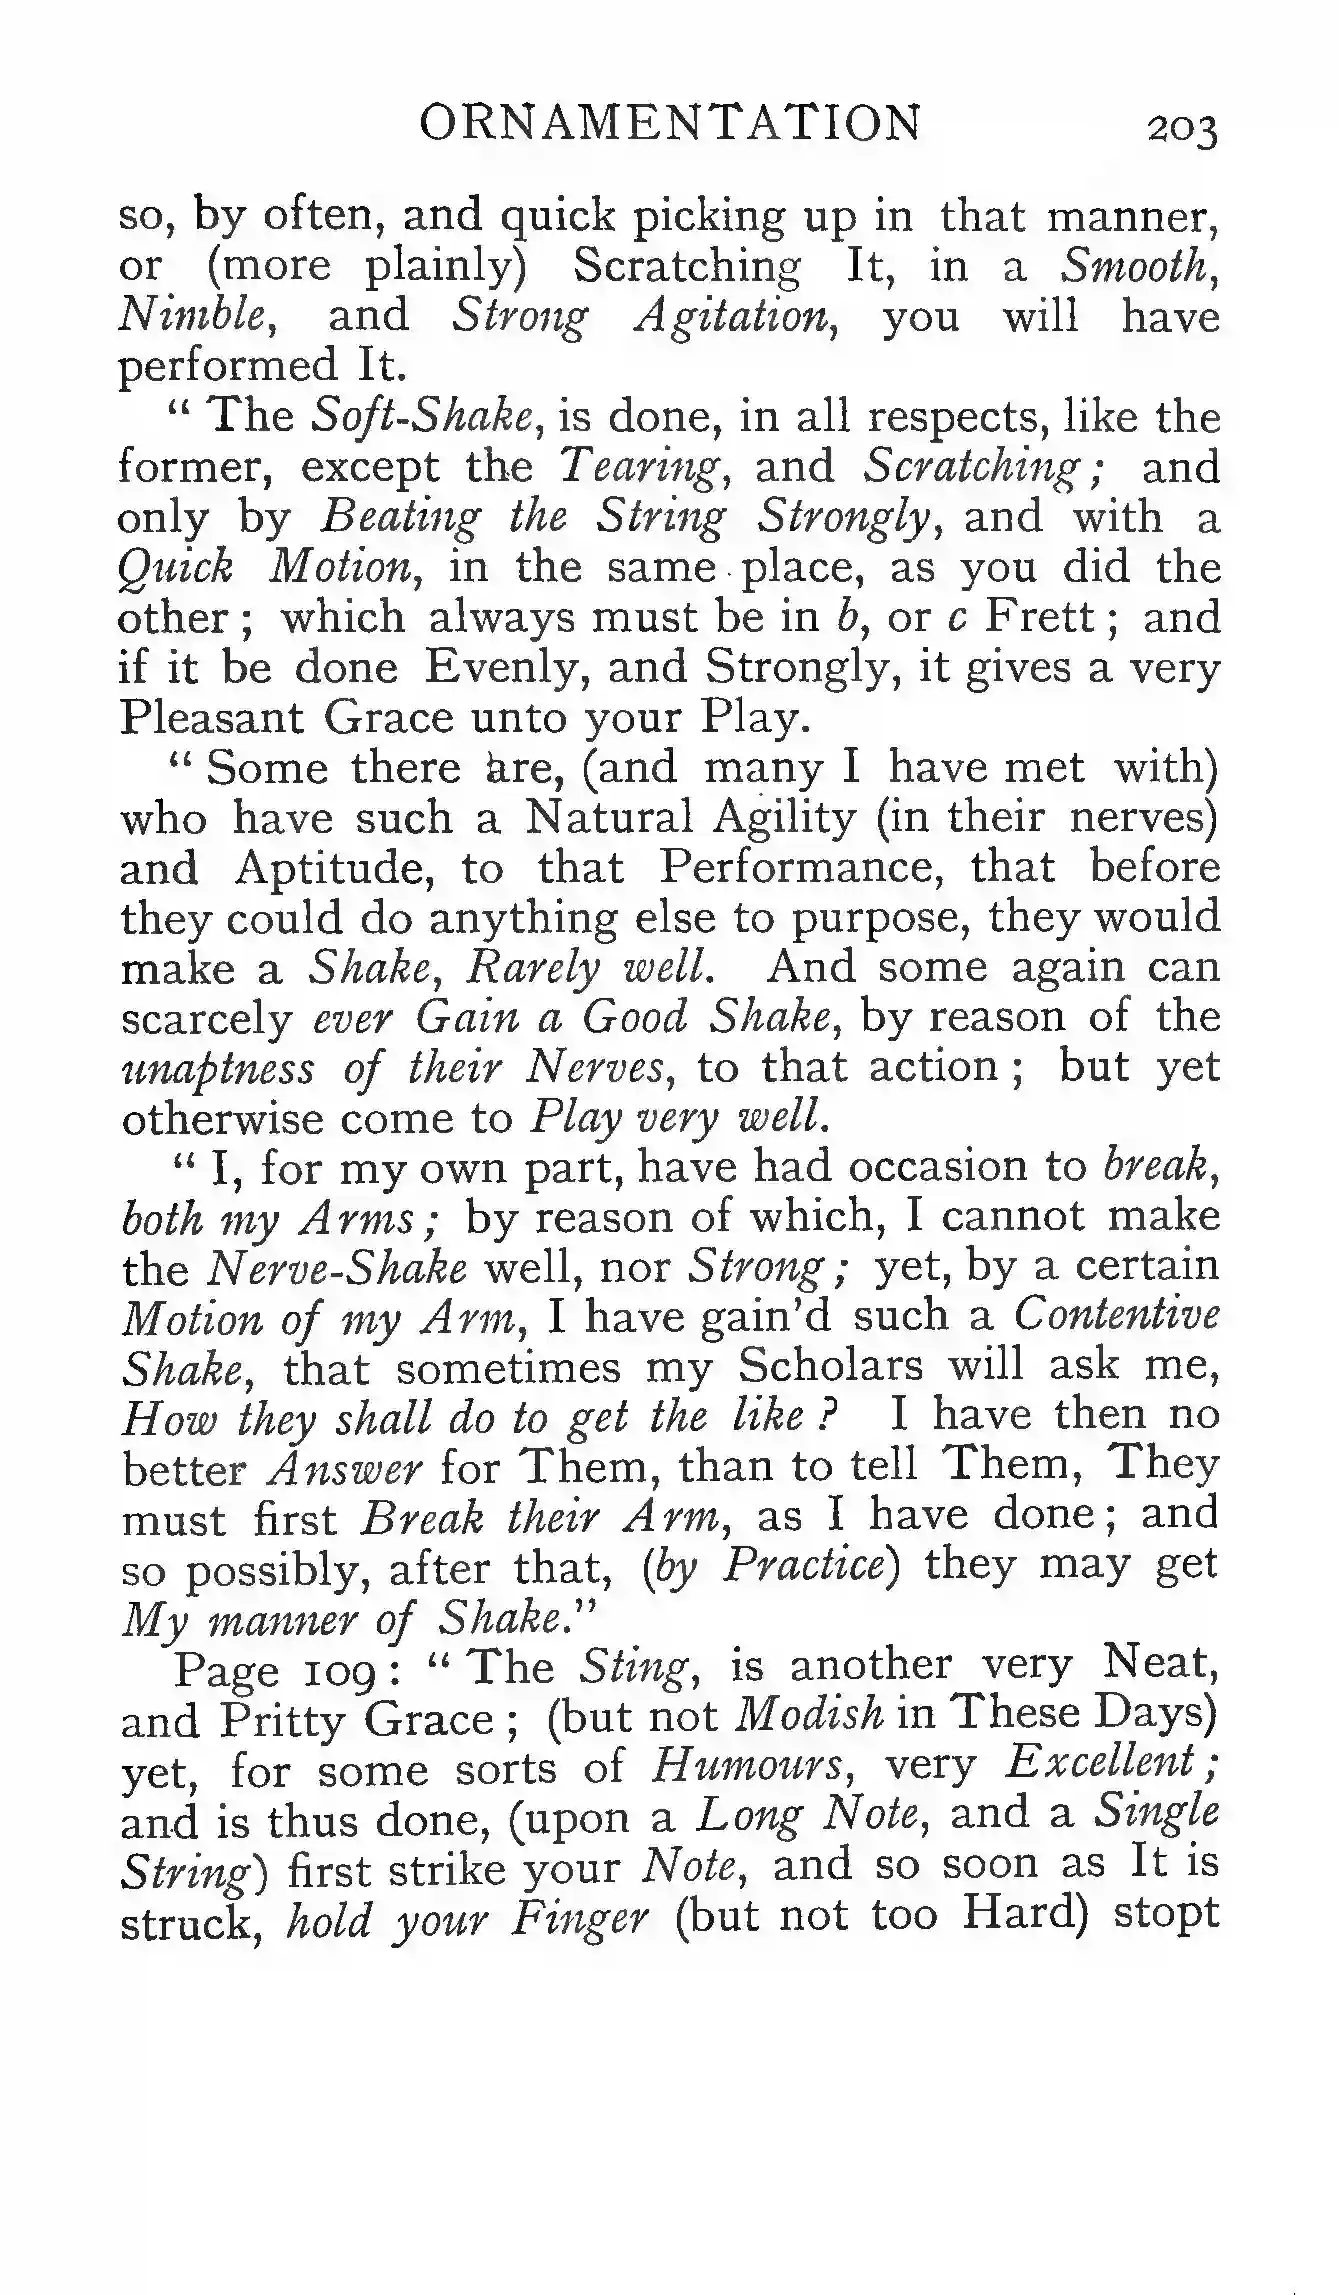 ORNAMENTATION 203
so, by often, and quick picking up in that manner,
or (more plainly) Scratching It, in a Smooth,
Nimble, and Strong Agitation, you will have
performed It.
“ The Soft-Shake, is done, in all respects, like the
former, except the Tearing, and Scratching ; and
only by Beating the String Strongly, and with a
Quick Motion, in the same place, as you did the
other ; which always must be in b, or c Frett ; and
if it be done Evenly, and Strongly, it gives a very
Pleasant Grace unto your Play.
“ Some there are, (and many I have met with)
who have such a Natural Agility (in their nerves)
and Aptitude, to that Performance, that before
they could do anything else to purpose, they would
make a Shake, Rarely well. And some again can
scarcely ever Gain a Good Shake, by reason of the
unaptness of their Nerves, to that action ; but yet
otherwise come to Play very well.
“ I, for my own part, have had occasion to break,
both my Arms ; by reason of which, I cannot make
the Nerve-Shake well, nor Strong ; yet, by a certain
Motion of my Arm, I have gain’d such a Contentive
Shake, that sometimes my Scholars will ask me,
How they shall do to get the like ? I have then no
better Answer for Them, than to tell Them, They
must first Break their Arm, as I have done ; and
so possibly, after that, (by Practice) they may get
My manner of Shake.”
Page 109 : “ The Sting, is another very Neat,
and Pritty Grace ; (but not Modish in These Days)
yet, for some sorts of Humours, very Excellent ;
and is thus done, (upon a Long Note, and a Single
String) first strike your Note, and so soon as It is
struck, hold your Finger (but not too Hard) stopt